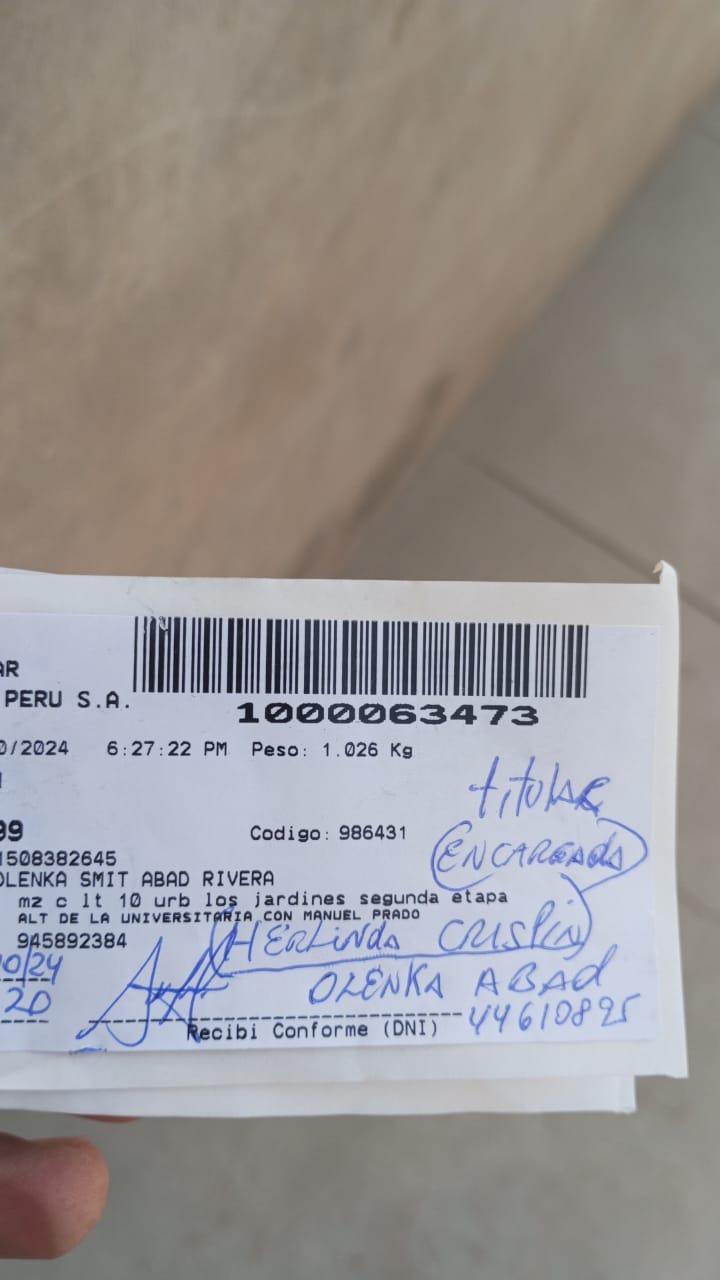 AR
PERU S.A.
1000063473
0/2024 6:27:22 PM Peso: 1.026 Kg
99 Codigo: 986431
titular
ENCARGADA
1508382645
OLENKA SMIT ABAD RIVERA
mz c lt 10 urb los jardines segunda etapa
ALT DE LA UNIVERSITARIA CON MANUEL PRADO
945892384
HERLINDA CRISPIN
0/24
OLENKA ABAD
20
Recibi Conforme (DNI) 44610895